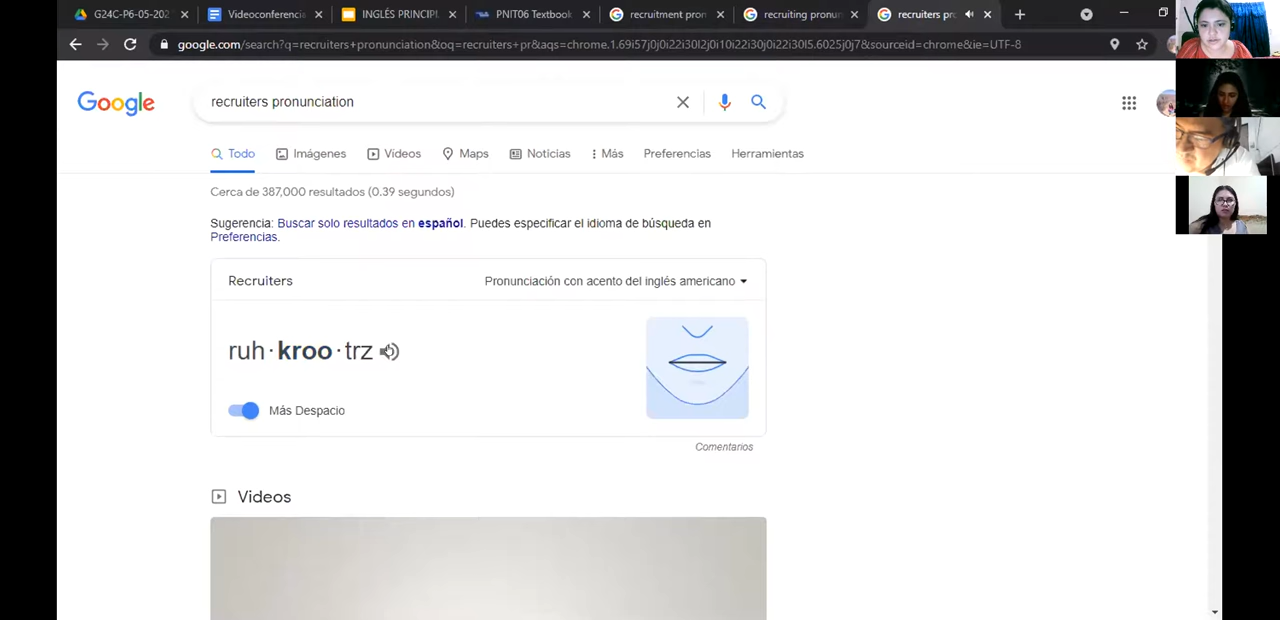 G24C-P6-05-202
Videoconferencia
INGLÉS PRINCIPI
PNIT06 Textbook
recruitment pron
recruiting pronun
recruiters pr
google.com/search?q=recruiters+pronunciation&oq=recruiters+pr&aqs=chrome.1.69i57j0j0i22i30l2j0i10i22i30j0i22i30l5.6025j0j7&sourceid=chrome&ie=UTF-8
Google
recruiters pronunciation
Todo
Imágenes
Videos
Maps
Noticias
Más
Preferencias
Herramientas
Cerca de 387,000 resultados (0.39 segundos)
Sugerencia: Buscar solo resultados en español. Puedes especificar el idioma de búsqueda en
Preferencias.
Recruiters
Pronunciación con acento del inglés americano
ruh·kroo·trz
Más Despacio
Comentarios
Videos